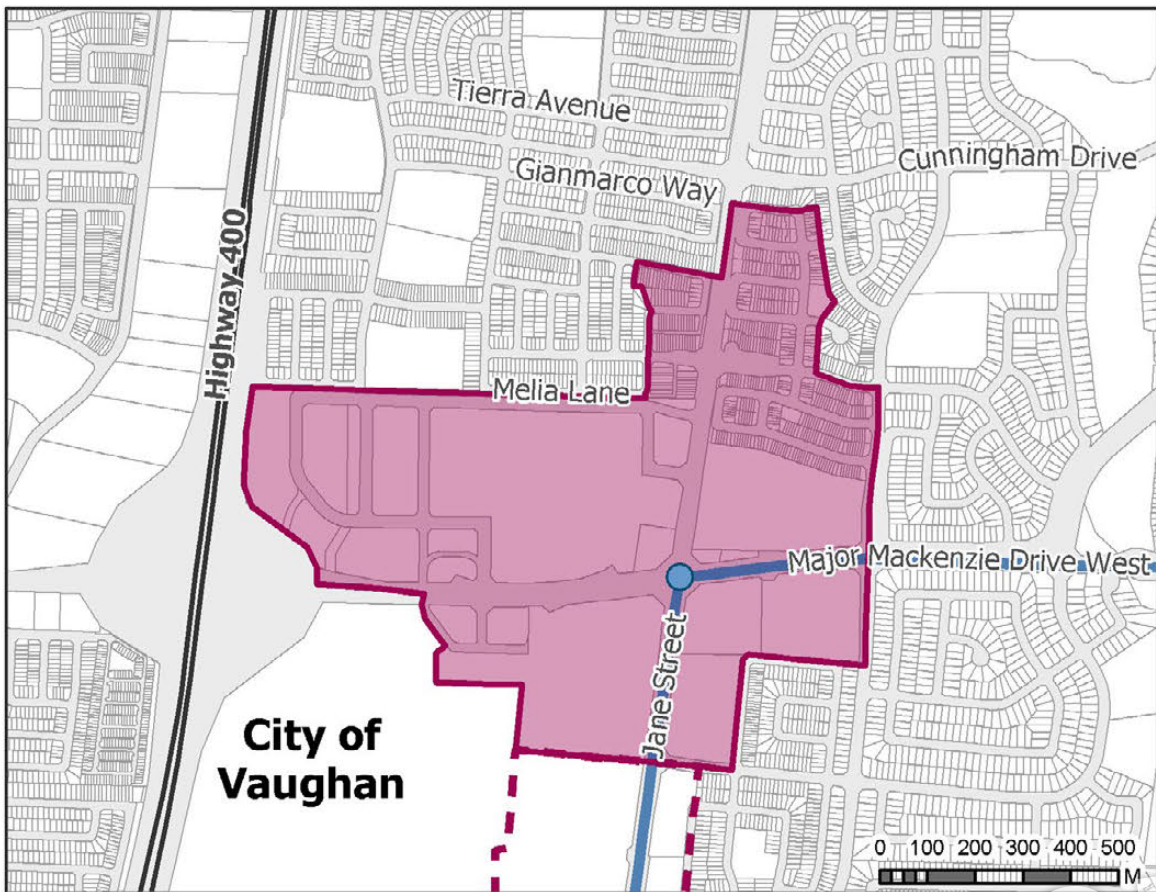 Tierra Avenue
Cunningham Drive
Gianmarco Way
Highway 400
Melia Lane
Major Mackenzie Drive West
Jane Street
City of
Vaughan
0 100 200 300 400 500
M